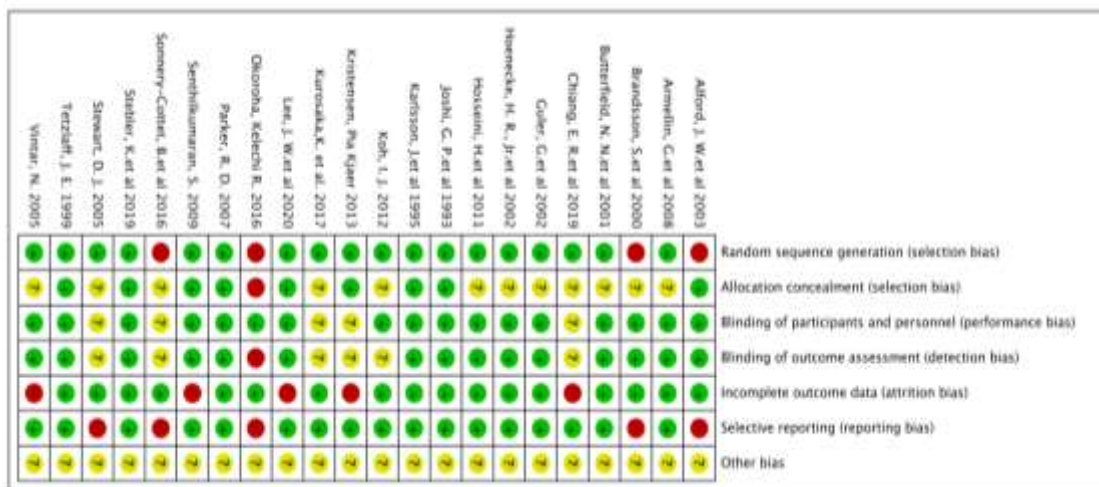 Vintar, N. 2005
Tetzlaff, J. E. 1999
Stewart, D. J. 2005
Stebler, K.et al 2019
Sonnery-Cottet, B.et al 2016
Senthilkumaran, S. 2009
Parker, R. D. 2007
Okoroha, Kelechi R. 2016
Lee, J. W.et al 2020
Kurosaka,K. et al. 2017
Kristensen, Pia Kjaer 2013
Koh, I. J. 2012
Karlsson, J.et al 1995
Joshi, G. P.et al 1993
Hosseini, H.et al 2011
Hoenecke, H. R., Jr.et al 2002
Guler, G.et al 2002
Chiang, E. R.et al 2019
Butterfield, N. N.et al 2001
Brandsson, S.et al 2000
Armellin, G.et al 2008
Alford, J. W.et al 2003
Random sequence generation (selection bias)
Allocation concealment (selection bias)
Blinding of participants and personnel (performance bias)
Blinding of outcome assessment (detection bias)
Incomplete outcome data (attrition bias)
Selective reporting (reporting bias)
Other bias